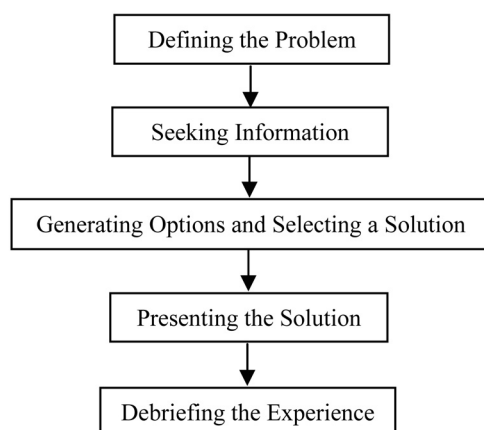 Defining the Problem
Seeking Information
Generating Options and Selecting a Solution
Presenting the Solution
Debriefing the Experience